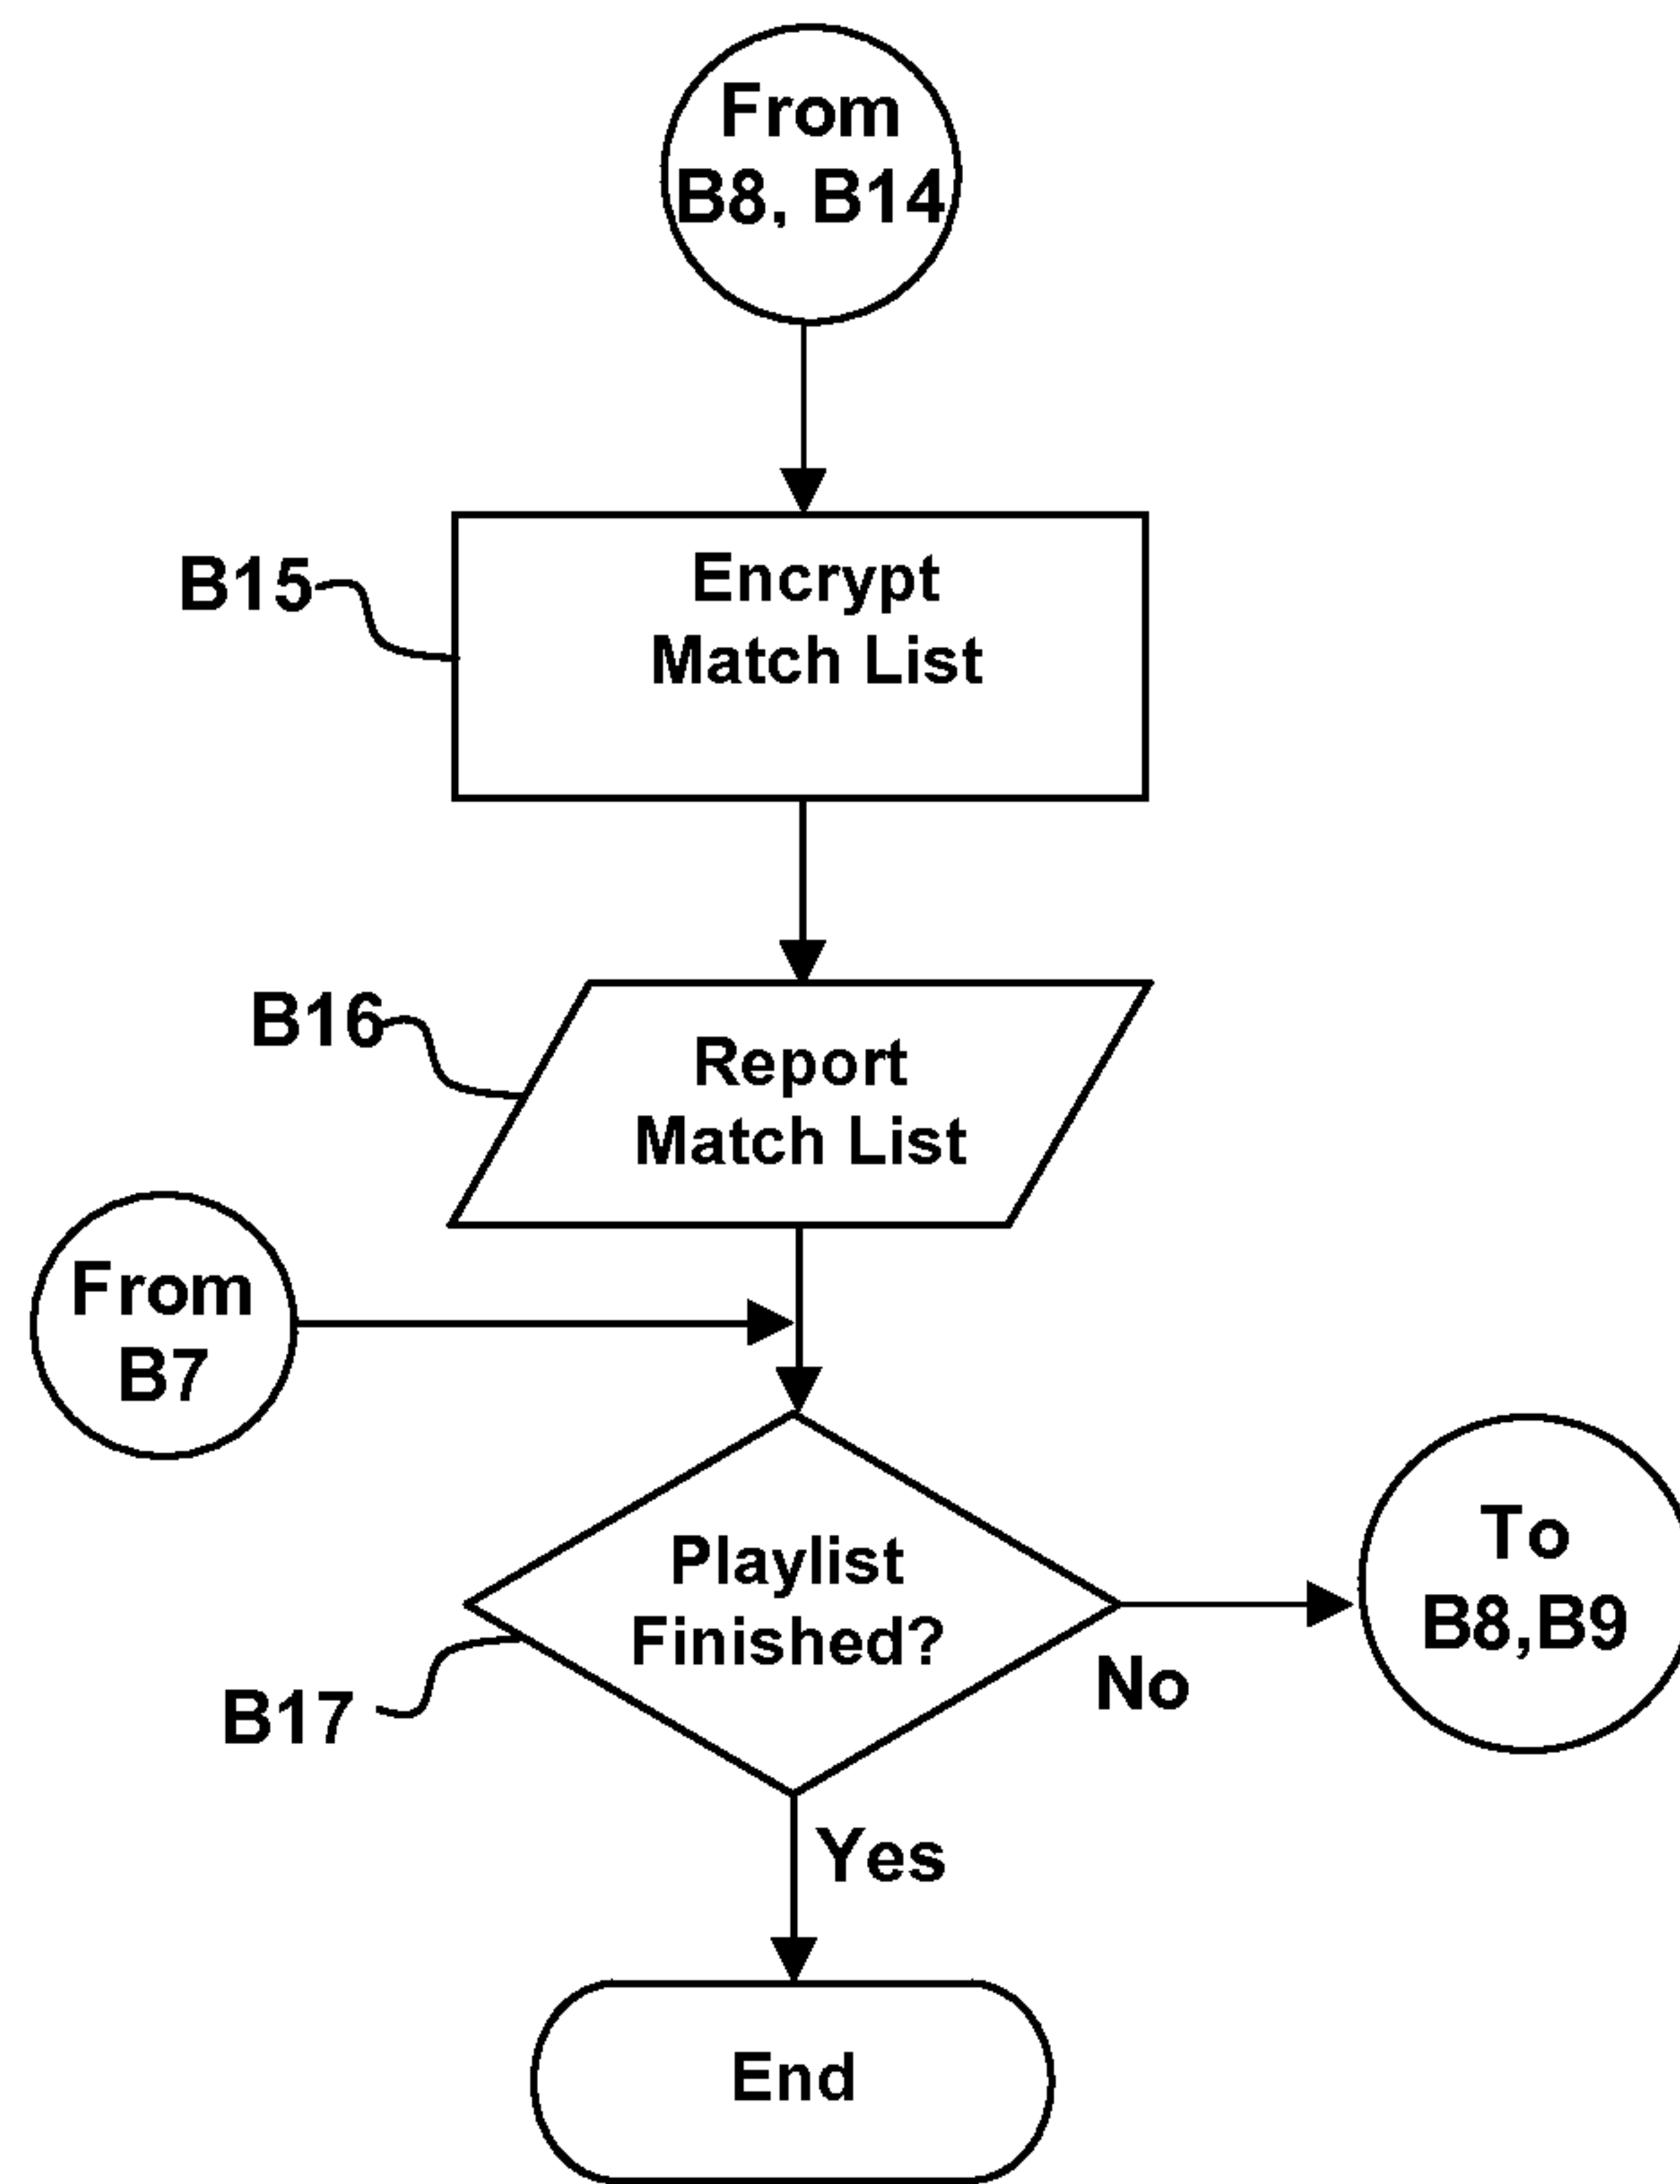 From
B8, B14
B15
Encrypt
Match List
B16
Report
Match List
From
B7
Playlist
Finished?
To
B8,B9
No
B17
Yes
End